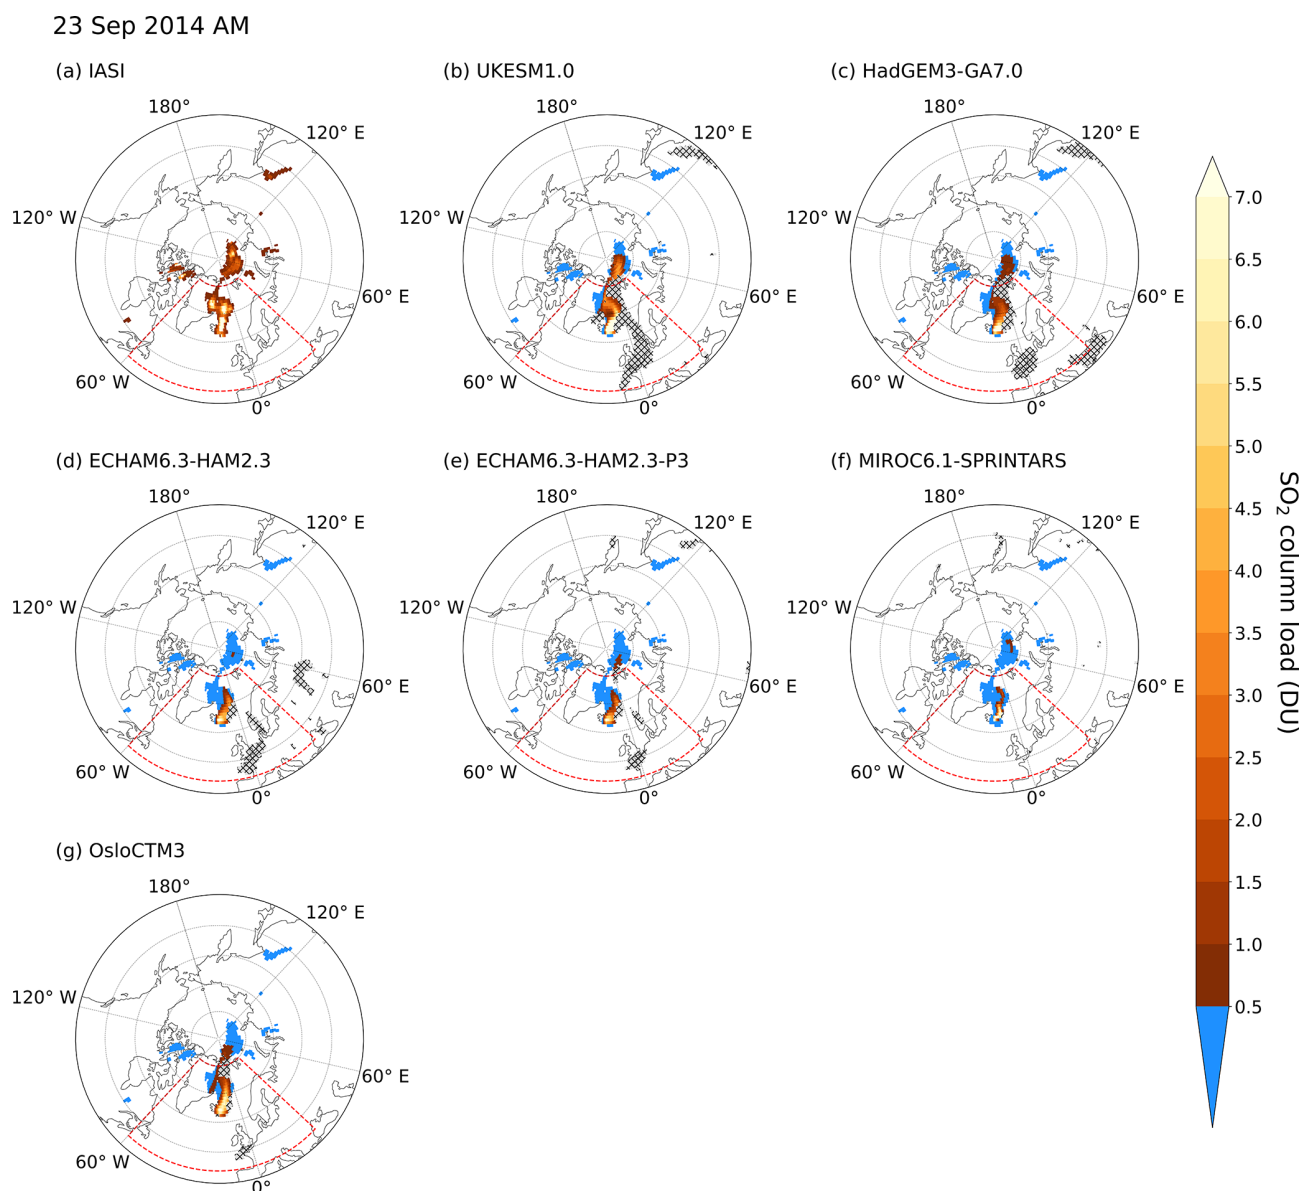 23 Sep 2014 AM
(a) IASI
(b) UKESM1.0
(c) HadGEM3-GA7.0
180°
120° E
120° W
60° E
60° W
0°
180°
120° E
120° W
60° E
60° W
0°
180°
120° E
120° W
60° E
60° W
0°
(d) ECHAM6.3-HAM2.3
(e) ECHAM6.3-HAM2.3-P3
(f) MIROC6.1-SPRINTARS
180°
120° E
120° W
60° E
60° W
0°
180°
120° E
120° W
60° E
60° W
0°
180°
120° E
120° W
60° E
60° W
0°
(g) OsloCTM3
180°
120° E
120° W
60° E
60° W
0°
7.0
6.5
6.0
5.5
5.0
4.5
4.0
3.5
3.0
2.5
2.0
1.5
1.0
0.5
SO₂ column load (DU)